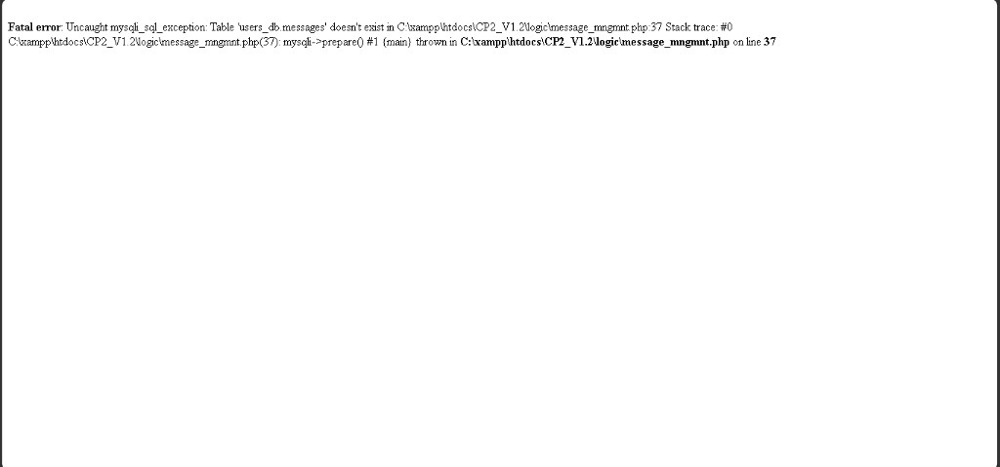 Fatal error: Uncaught mysqli_sql_exception: Table 'users_db.messages' doesn't exist in C:\xampp\htdocs\CP2_V1.2\logic\message_mngmnt.php:37 Stack trace: #0
C:\xampp\htdocs\CP2_V1.2\logic\message_mngmnt.php(37): mysqli->prepare() #1 {main} thrown in C:\xampp\htdocs\CP2_V1.2\logic\message_mngmnt.php on line 37